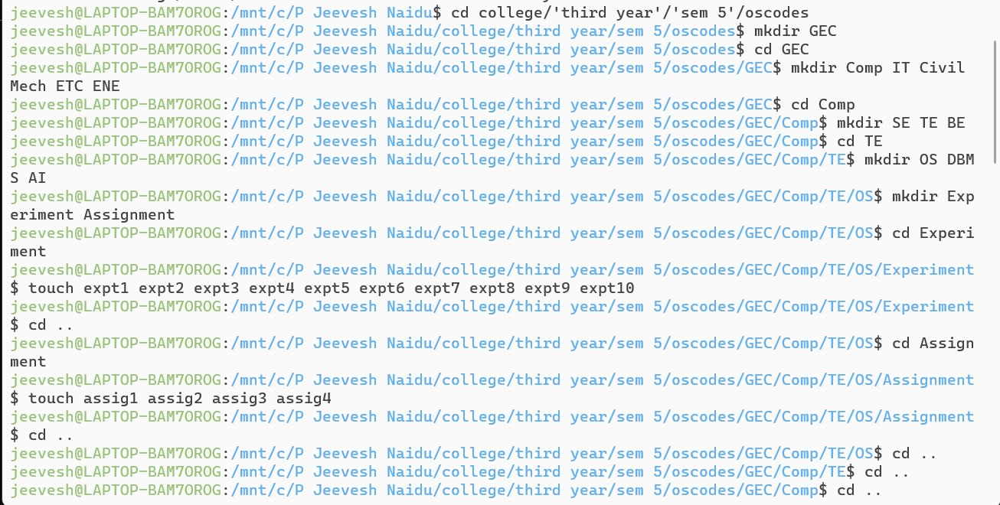 jeevesh@LAPTOP-BAM7OROG:/mnt/c/P Jeevesh Naidu$ cd college/'third year'/'sem 5'/oscodes
jeevesh@LAPTOP-BAM7OROG:/mnt/c/P Jeevesh Naidu/college/third year/sem 5/oscodes$ mkdir GEC
jeevesh@LAPTOP-BAM7OROG:/mnt/c/P Jeevesh Naidu/college/third year/sem 5/oscodes$ cd GEC
jeevesh@LAPTOP-BAM7OROG:/mnt/c/P Jeevesh Naidu/college/third year/sem 5/oscodes/GEC$ mkdir Comp IT Civil
Mech ETC ENE
jeevesh@LAPTOP-BAM7OROG:/mnt/c/P Jeevesh Naidu/college/third year/sem 5/oscodes/GEC$ cd Comp
jeevesh@LAPTOP-BAM7OROG:/mnt/c/P Jeevesh Naidu/college/third year/sem 5/oscodes/GEC/Comp$ mkdir SE TE BE
jeevesh@LAPTOP-BAM7OROG:/mnt/c/P Jeevesh Naidu/college/third year/sem 5/oscodes/GEC/Comp$ cd TE
jeevesh@LAPTOP-BAM7OROG:/mnt/c/P Jeevesh Naidu/college/third year/sem 5/oscodes/GEC/Comp/TE$ mkdir OS DBM
S AI
jeevesh@LAPTOP-BAM7OROG:/mnt/c/P Jeevesh Naidu/college/third year/sem 5/oscodes/GEC/Comp/TE/OS$ mkdir Exp
eriment Assignment
jeevesh@LAPTOP-BAM7OROG:/mnt/c/P Jeevesh Naidu/college/third year/sem 5/oscodes/GEC/Comp/TE/OS$ cd Experi
ment
jeevesh@LAPTOP-BAM7OROG:/mnt/c/P Jeevesh Naidu/college/third year/sem 5/oscodes/GEC/Comp/TE/OS/Experiment
$ touch expt1 expt2 expt3 expt4 expt5 expt6 expt7 expt8 expt9 expt10
jeevesh@LAPTOP-BAM7OROG:/mnt/c/P Jeevesh Naidu/college/third year/sem 5/oscodes/GEC/Comp/TE/OS/Experiment
$ cd ..
jeevesh@LAPTOP-BAM7OROG:/mnt/c/P Jeevesh Naidu/college/third year/sem 5/oscodes/GEC/Comp/TE/OS$ cd Assign
ment
jeevesh@LAPTOP-BAM7OROG:/mnt/c/P Jeevesh Naidu/college/third year/sem 5/oscodes/GEC/Comp/TE/OS/Assignment
$ touch assig1 assig2 assig3 assig4
jeevesh@LAPTOP-BAM7OROG:/mnt/c/P Jeevesh Naidu/college/third year/sem 5/oscodes/GEC/Comp/TE/OS/Assignment
$ cd ..
jeevesh@LAPTOP-BAM7OROG:/mnt/c/P Jeevesh Naidu/college/third year/sem 5/oscodes/GEC/Comp/TE/OS$ cd ..
jeevesh@LAPTOP-BAM7OROG:/mnt/c/P Jeevesh Naidu/college/third year/sem 5/oscodes/GEC/Comp/TE$ cd ..
jeevesh@LAPTOP-BAM7OROG:/mnt/c/P Jeevesh Naidu/college/third year/sem 5/oscodes/GEC/Comp$ cd ..